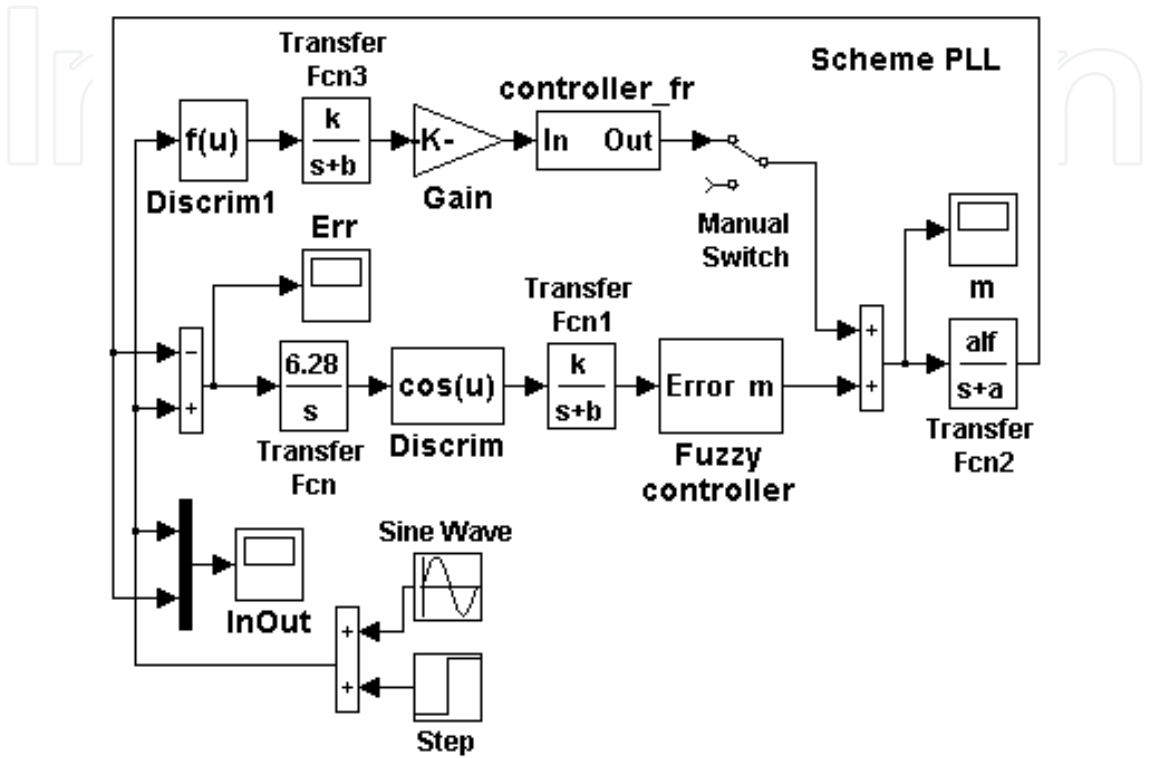 Scheme PLL
Transfer
Fcn3
controller_fr
f(u)
k
s+b
-K-
In Out
Discrim1
Gain
Manual
Switch
Err
m
Transfer
Fcn1
−
+
6.28
s
cos(u)
k
s+b
Error m
+
+
alf
s+a
Transfer
Fcn
Discrim
Fuzzy
controller
Transfer
Fcn2
Sine Wave
InOut
+
+
Step